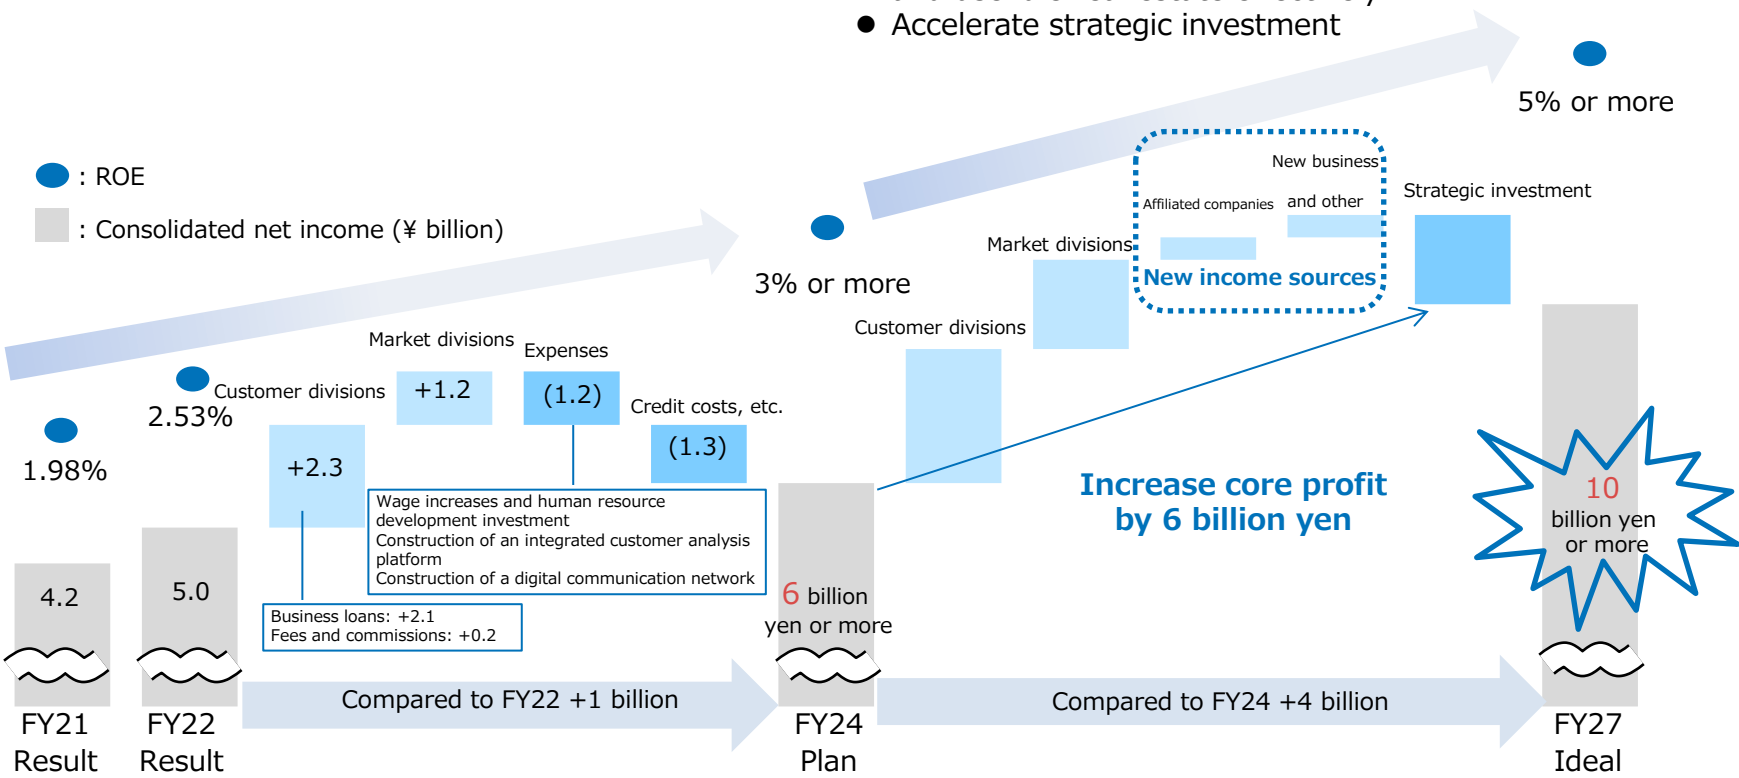 ● Accelerate strategic investment
5% or more
: ROE
: Consolidated net income (¥ billion)
3% or more
New business
Affiliated companies and other
New income sources
Strategic investment
Market divisions
Customer divisions
Increase core profit
by 6 billion yen
1.98%
2.53%
Customer divisions
+2.3
Market divisions
+1.2
Expenses
(1.2)
Credit costs, etc.
(1.3)
Wage increases and human resource
development investment
Construction of an integrated customer analysis
platform
Construction of a digital communication network
Business loans: +2.1
Fees and commissions: +0.2
4.2
5.0
6 billion
yen or more
10
billion yen
or more
Compared to FY22 +1 billion
Compared to FY24 +4 billion
FY21
Result
FY22
Result
FY24
Plan
FY27
Ideal